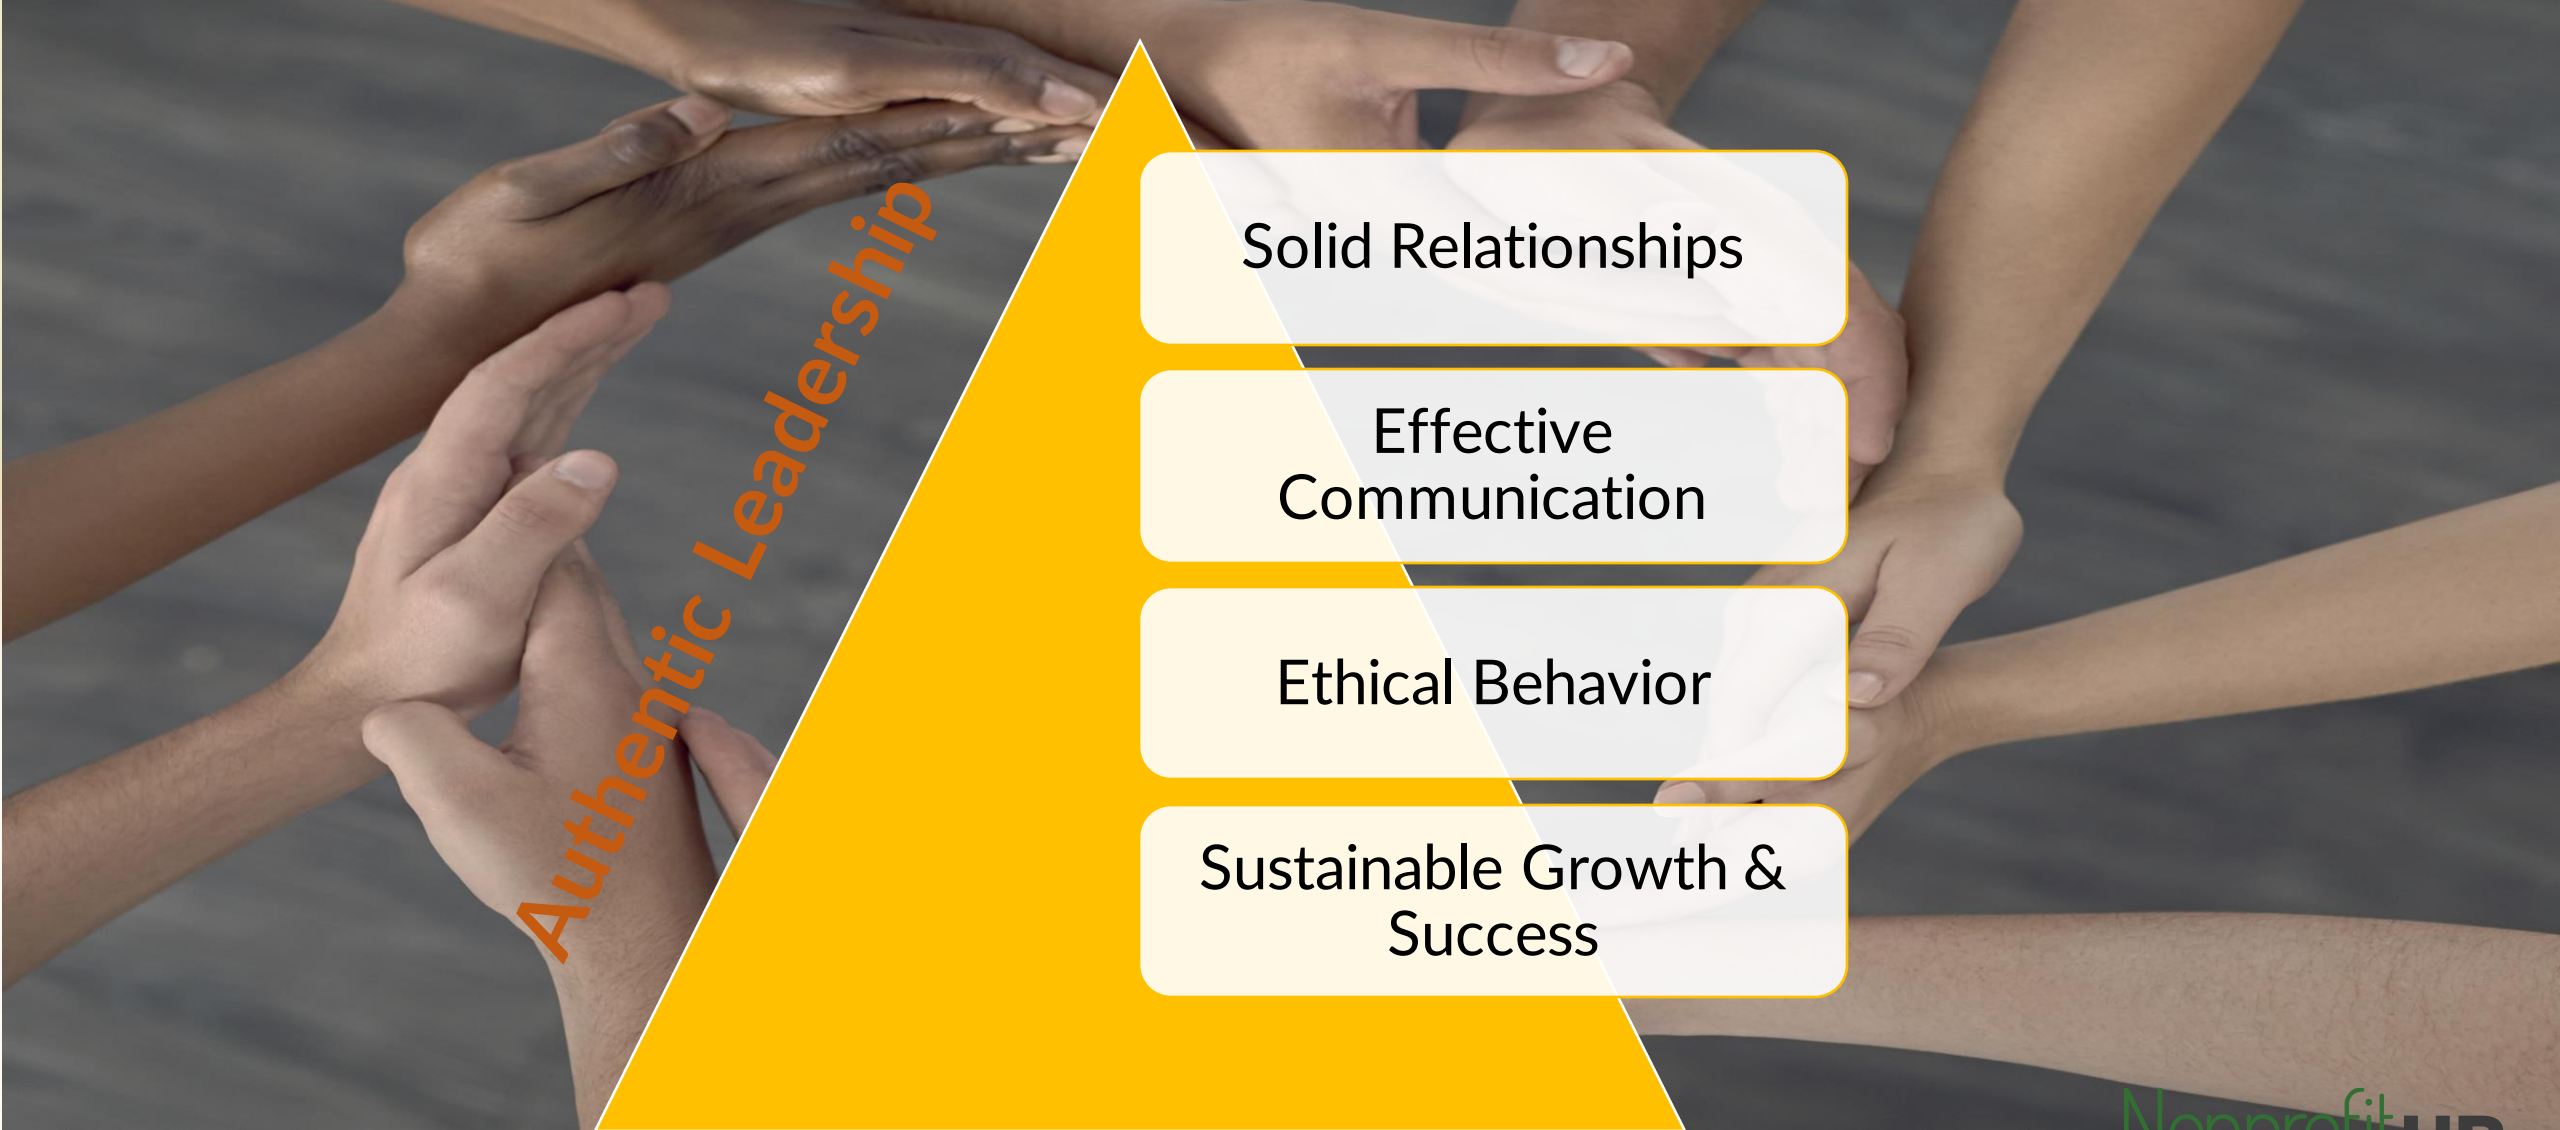 Authentic Leadership
Solid Relationships
Effective
Communication
Ethical Behavior
Sustainable Growth &
Success